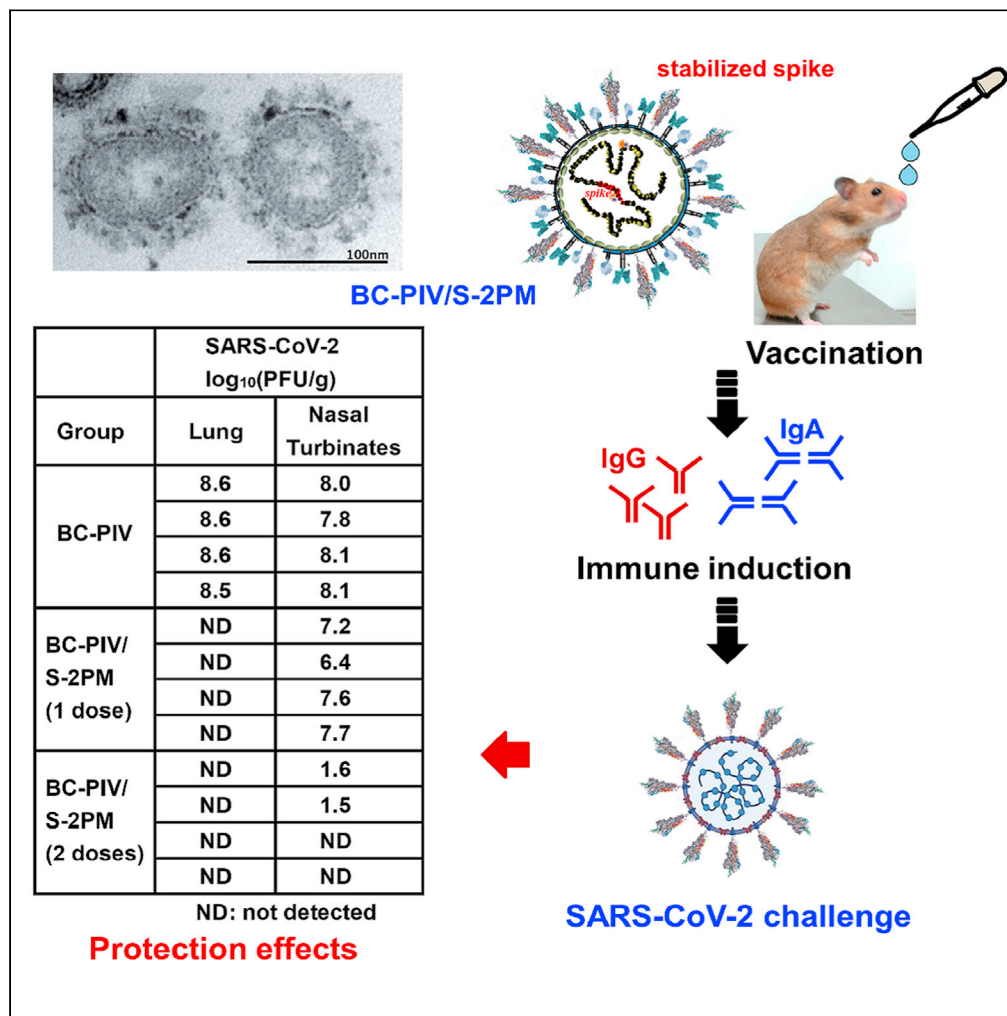 stabilized spike
100nm
spike
BC-PIV/S-2PM
Vaccination
IgG
IgA
Immune induction
SARS-CoV-2
log₁₀(PFU/g)
Group
Lung
Nasal
Turbinates
BC-PIV
8.6 8.0
8.6 7.8
8.6 8.1
8.5 8.1
BC-PIV/
S-2PM
(1 dose)
ND 7.2
ND 6.4
ND 7.6
ND 7.7
BC-PIV/
S-2PM
(2 doses)
ND 1.6
ND 1.5
ND ND
ND ND
ND: not detected
Protection effects
SARS-CoV-2 challenge